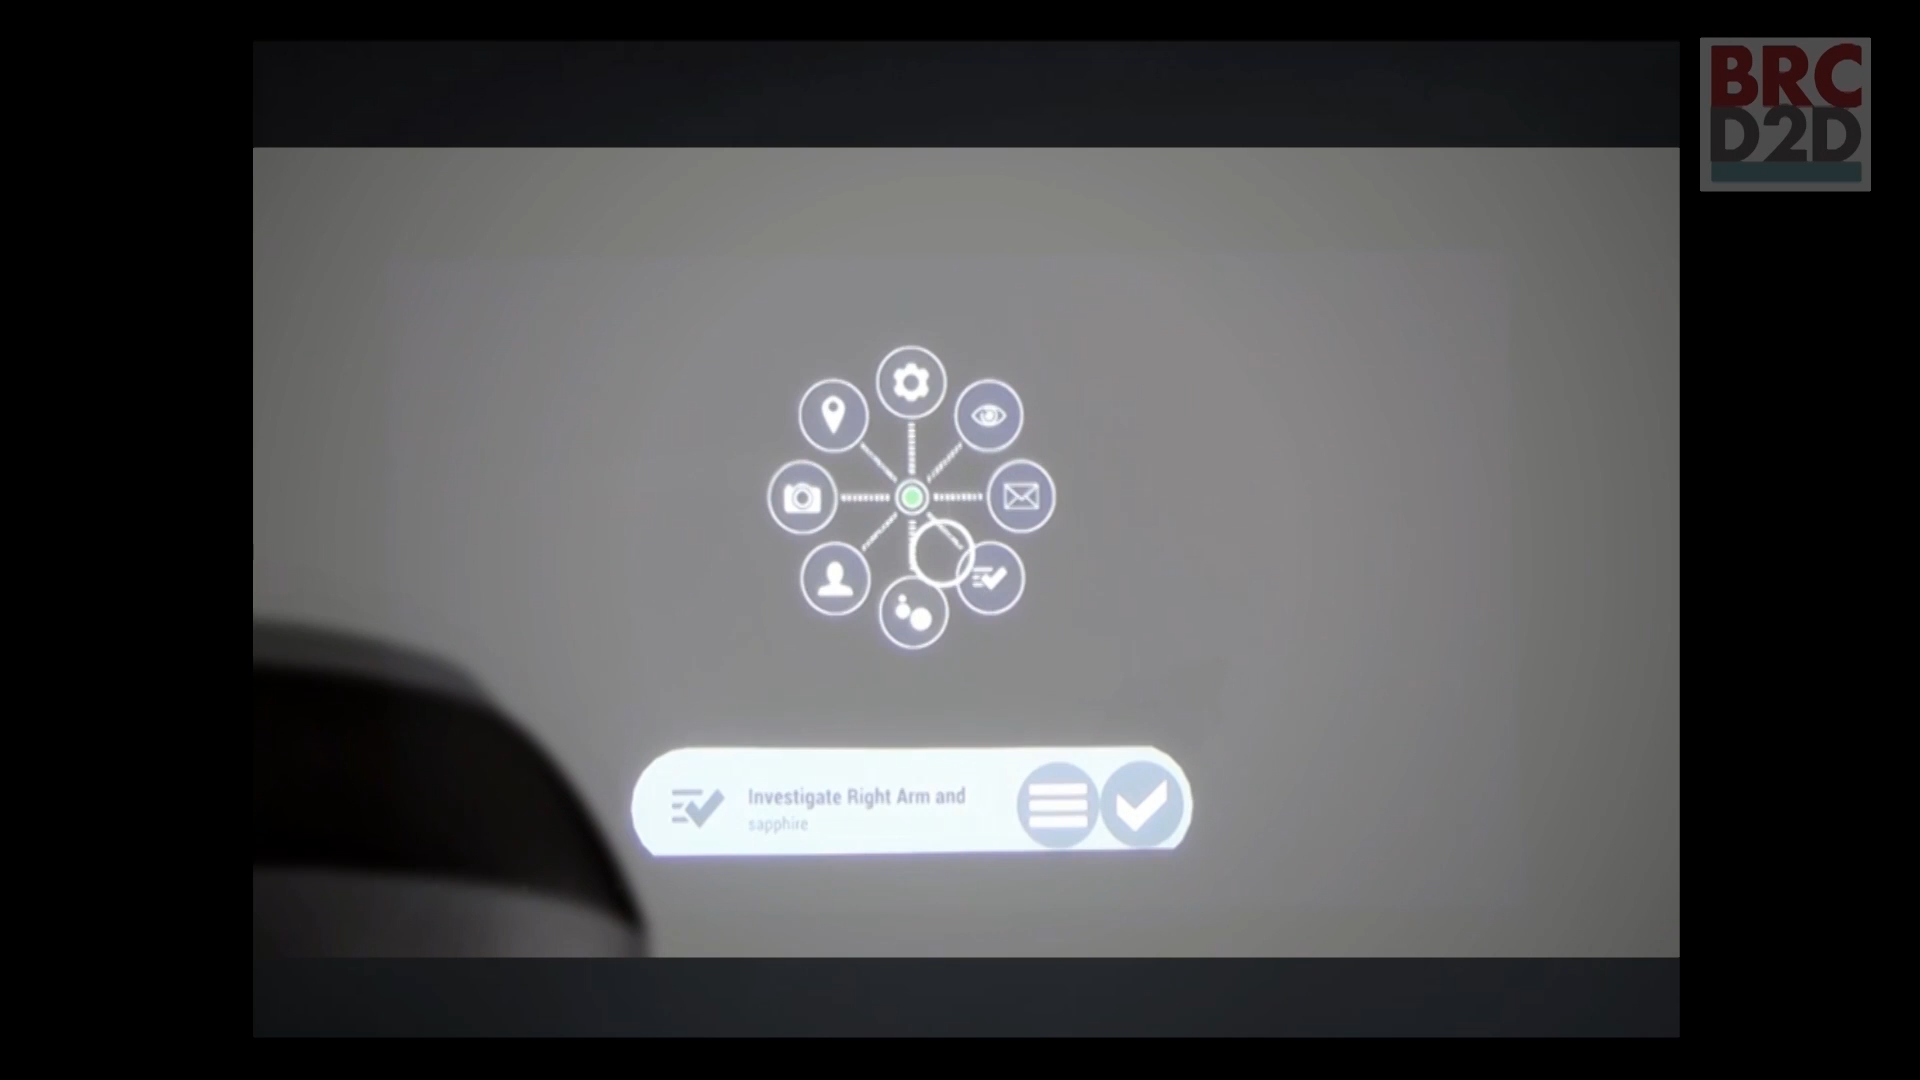 BRC
D2D
Investigate Right Arm and
sapphire